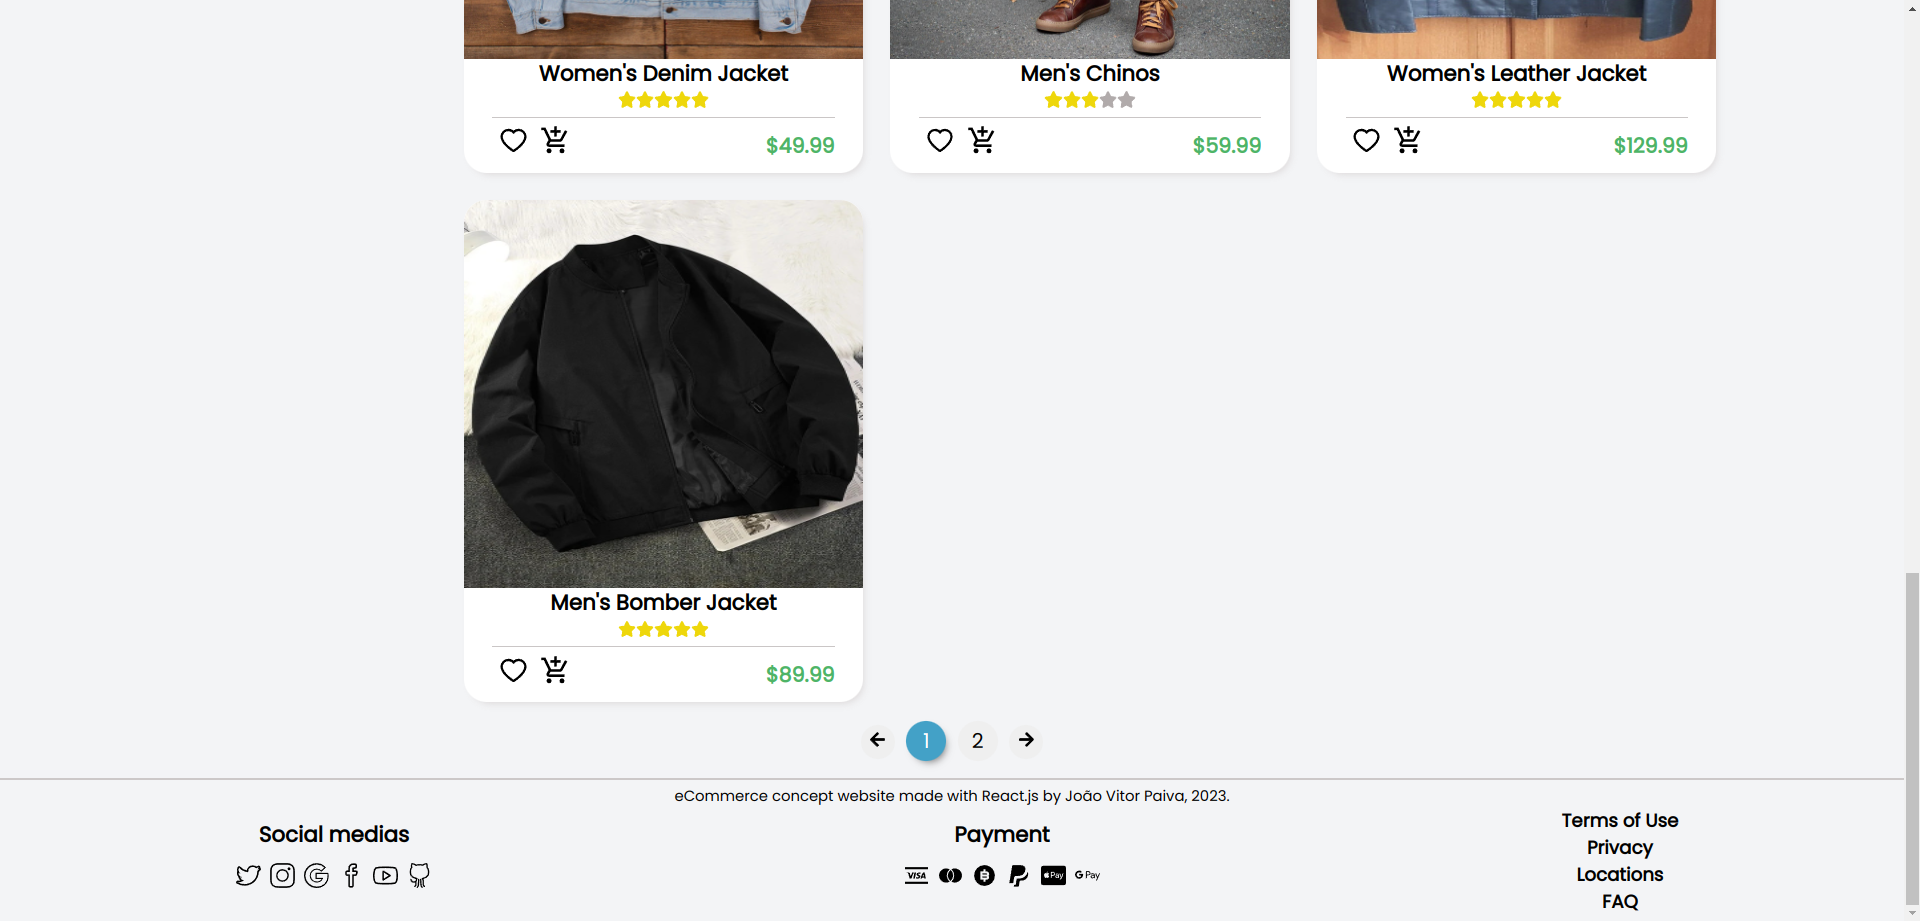 Women's Denim Jacket
Men's Chinos
Women's Leather Jacket
$49.99
$59.99
$129.99
Men's Bomber Jacket
$89.99
1
2
eCommerce concept website made with React.js by João Vitor Paiva, 2023.
Social medias
Payment
VISA
Pay
G Pay
Terms of Use
Privacy
Locations
FAQ